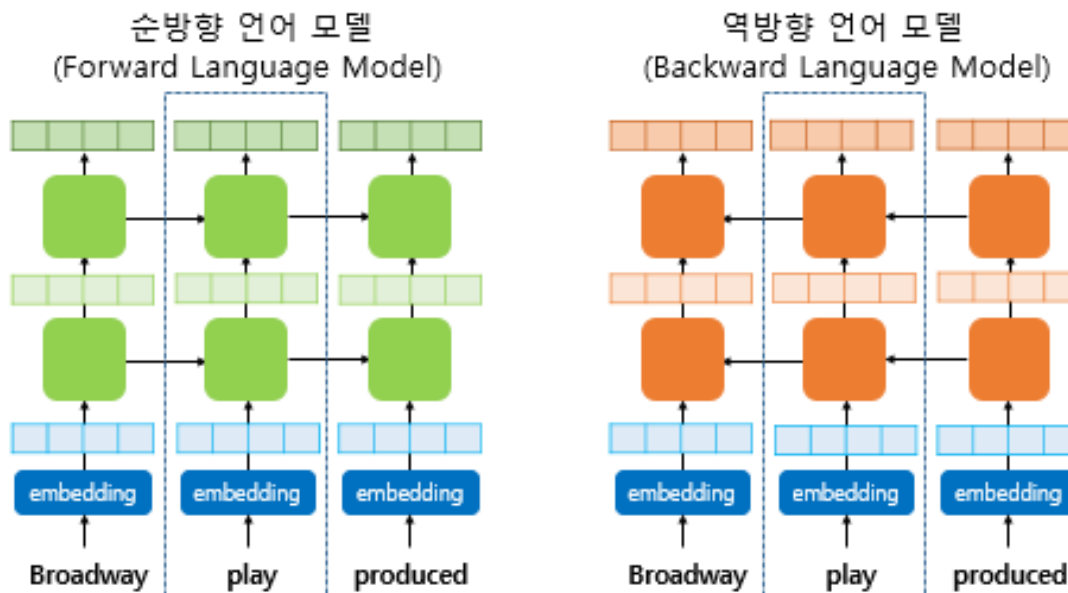 순방향 언어 모델
(Forward Language Model)
embedding embedding embedding
Broadway play produced
역방향 언어 모델
(Backward Language Model)
embedding embedding embedding
Broadway play produced